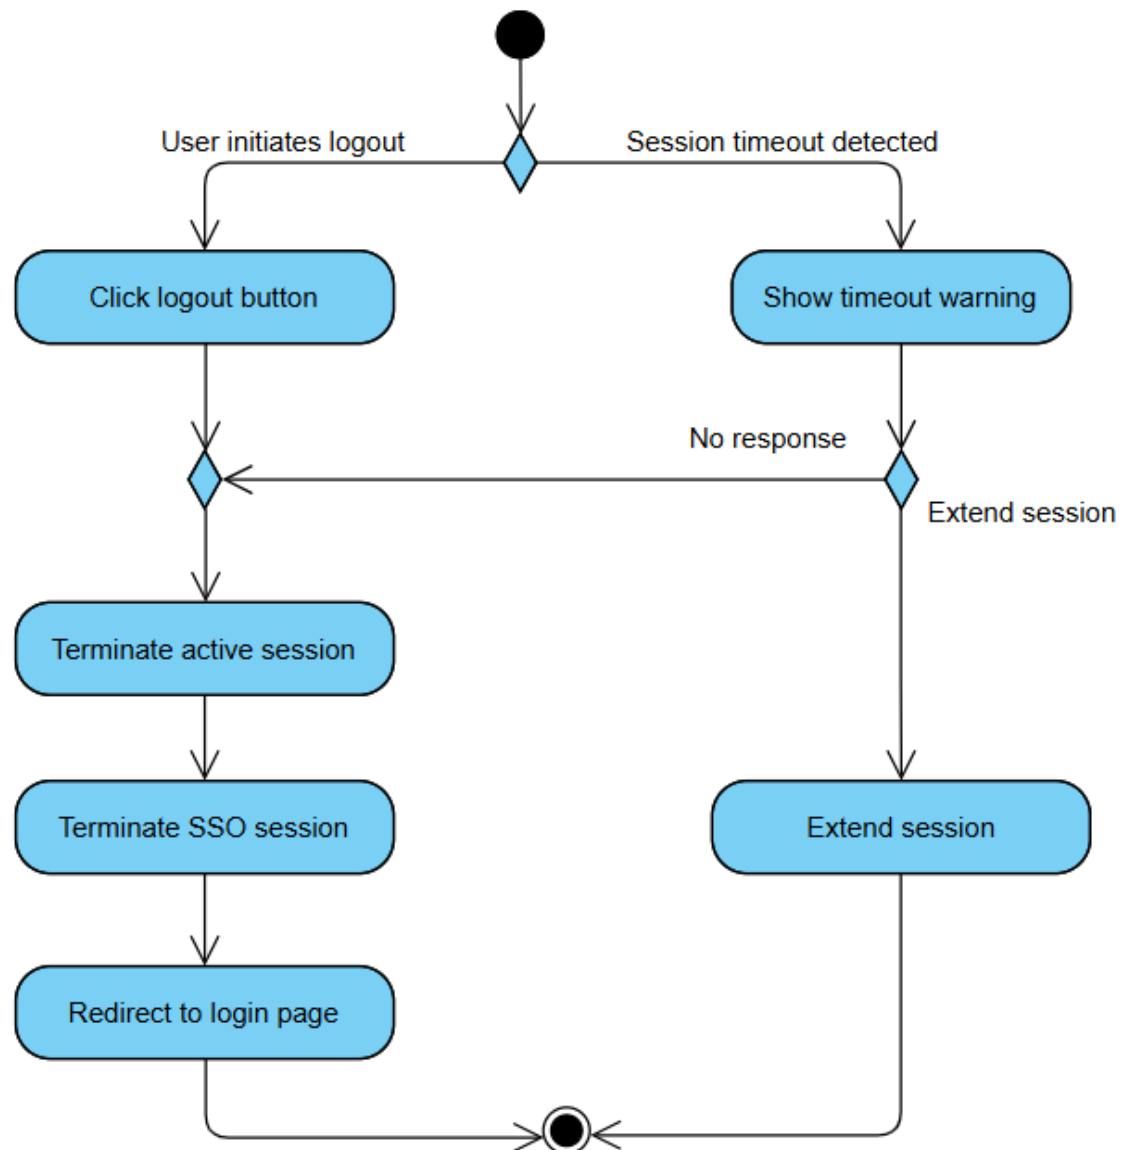 User initiates logout
Session timeout detected
Click logout button
Show timeout warning
No response
Extend session
Terminate active session
Terminate SSO session
Extend session
Redirect to login page